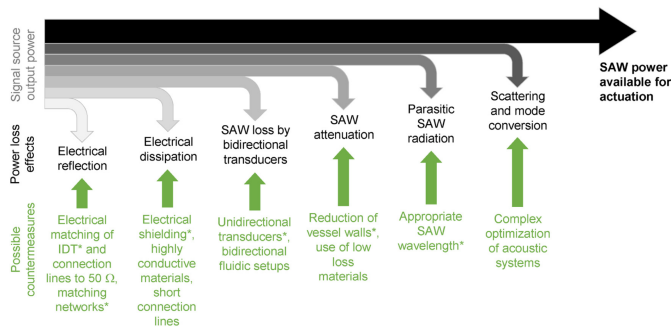 Signal source
output power
SAW power
available for
actuation
Power loss
effects
Electrical
reflection
Electrical
dissipation
SAW loss by
bidirectional
transducers
SAW
attenuation
Parasitic
SAW
radiation
Scattering
and mode
conversion
Possible
countermeasures
Electrical
matching of
IDT* and
connection
lines to 50 Ω,
matching
networks*
Electrical
shielding*,
highly
conductive
materials,
short
connection
lines
Unidirectional
transducers*,
bidirectional
fluidic setups
Reduction of
vessel walls*,
use of low
loss
materials
Appropriate
SAW
wavelength*
Complex
optimization
of acoustic
systems